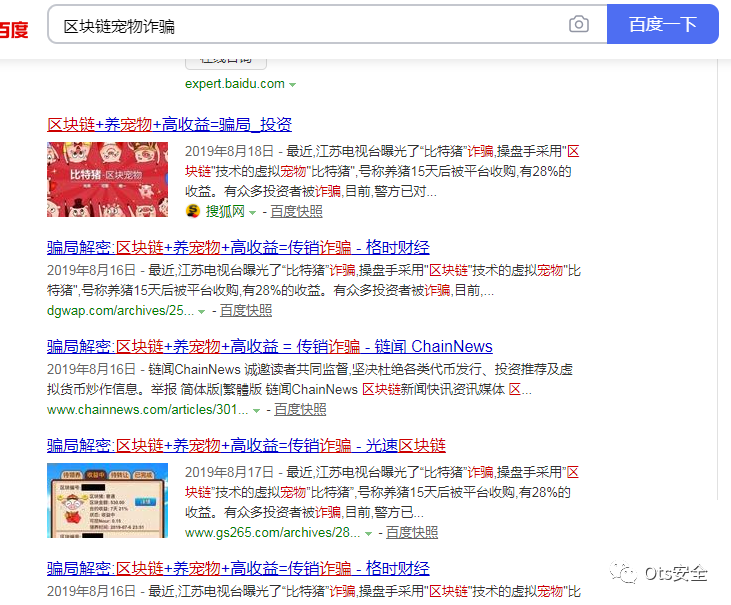 百度
区块链宠物诈骗
百度一下
在线咨询
expert.baidu.com
区块链+养宠物+高收益=骗局_投资
2019年8月18日 - 最近,江苏电视台曝光了“比特猪”诈骗,操盘手采用"区
块链"技术的虚拟宠物"比特猪",号称养猪15天后被平台收购,有28%的
收益。有众多投资者被诈骗,目前,警方已对...
比特猪·区块宠物
搜狐网 - 百度快照
骗局解密:区块链+养宠物+高收益=传销诈骗 - 格时财经
2019年8月16日 - 最近,江苏电视台曝光了“比特猪”诈骗,操盘手采用"区块链"技术的虚拟宠物"比
特猪",号称养猪15天后被平台收购,有28%的收益。有众多投资者被诈骗,目前,...
dgwap.com/archives/25... - 百度快照
骗局解密:区块链+养宠物+高收益 = 传销诈骗 - 链闻 ChainNews
2019年8月16日 - 链闻ChainNews 诚邀读者共同监督,坚决杜绝各类代币发行、投资推荐及虚
拟货币炒作信息。举报 简体版|繁體版 链闻ChainNews 区块链新闻快讯资讯媒体 区...
www.chainnews.com/articles/301... - 百度快照
骗局解密:区块链+养宠物+高收益=传销诈骗 - 光速区块链
2019年8月17日 - 最近,江苏电视台曝光了“比特猪”诈骗,操盘手采用"区
块链"技术的虚拟宠物"比特猪",号称养猪15天后被平台收购,有28%的
收益。有众多投资者被诈骗,目前,警方已...
待领养 收益中 待转让 已完成
www.gs265.com/archives/28... - 百度快照
骗局解密:区块链+养宠物+高收益=传销诈骗 - 格时财经
2019年8月16日 - 最近,江苏电视台曝光了“比特猪”诈骗,操盘手采用"区块链"技术的虚拟宠物"比
Ots安全